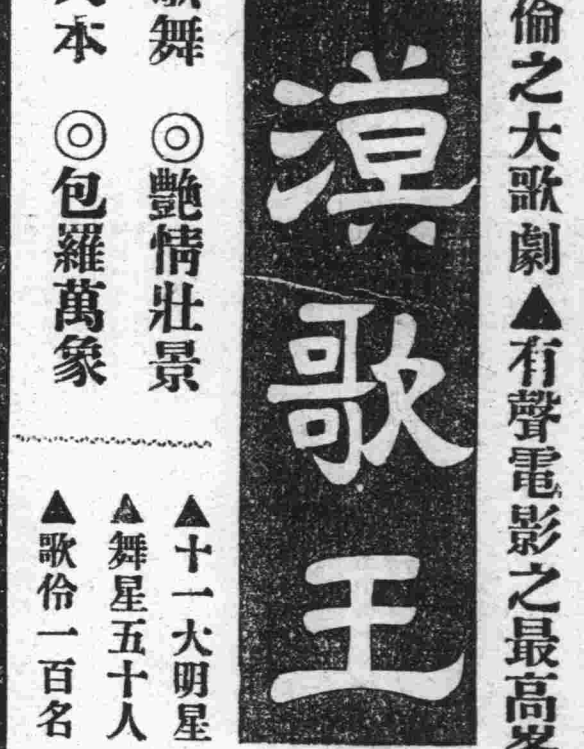 倫之大歌劇▲有聲電影之最高
漠歌王
歌舞 ◎艷情壯景
本 ◎包羅萬象
▲十一大明星
▲舞星五十人
▲歌伶一百名